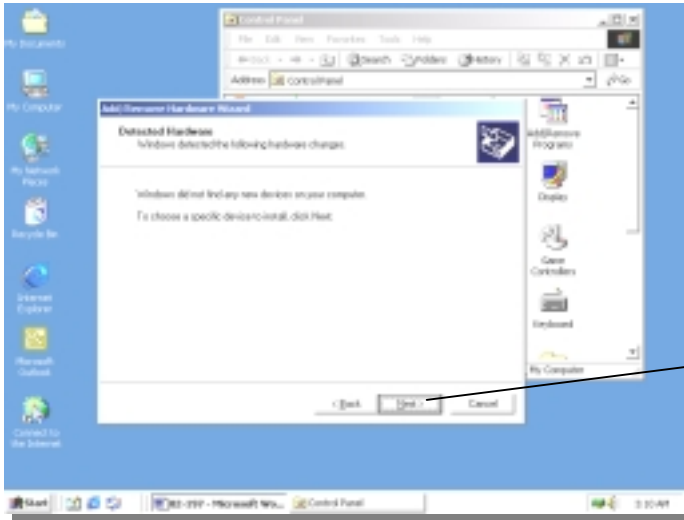 My Documents
My Computer
My Network
Places
Recycle Bin
Internet
Explorer
Microsoft
Outlook
Connect to
the Internet
Control Panel
File Edit View Favorites Tools Help
Back Search Folders History
Address Control Panel Go
Add/Remove
Programs
Display
Game
Controllers
Keyboard
My Computer
Add/Remove Hardware Wizard
Detected Hardware
Windows detected the following hardware changes.
Windows did not find any new devices on your computer.
To choose a specific device to install, click Next.
< Back Next > Cancel
Start - Microsoft Wo... Control Panel